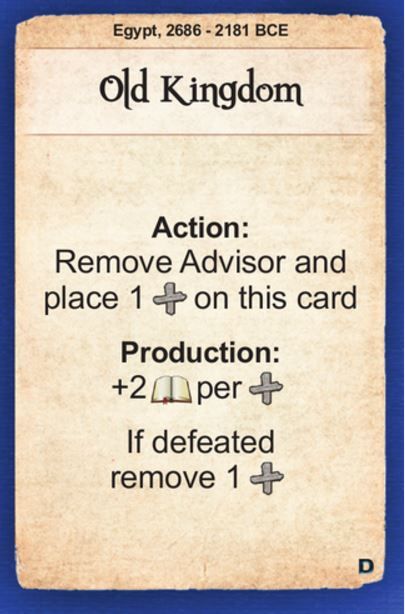 Egypt, 2686 - 2181 BCE
Old Kingdom
Action:
Remove Advisor and
place 1 on this card
Production:
+2 per
If defeated
remove 1
D